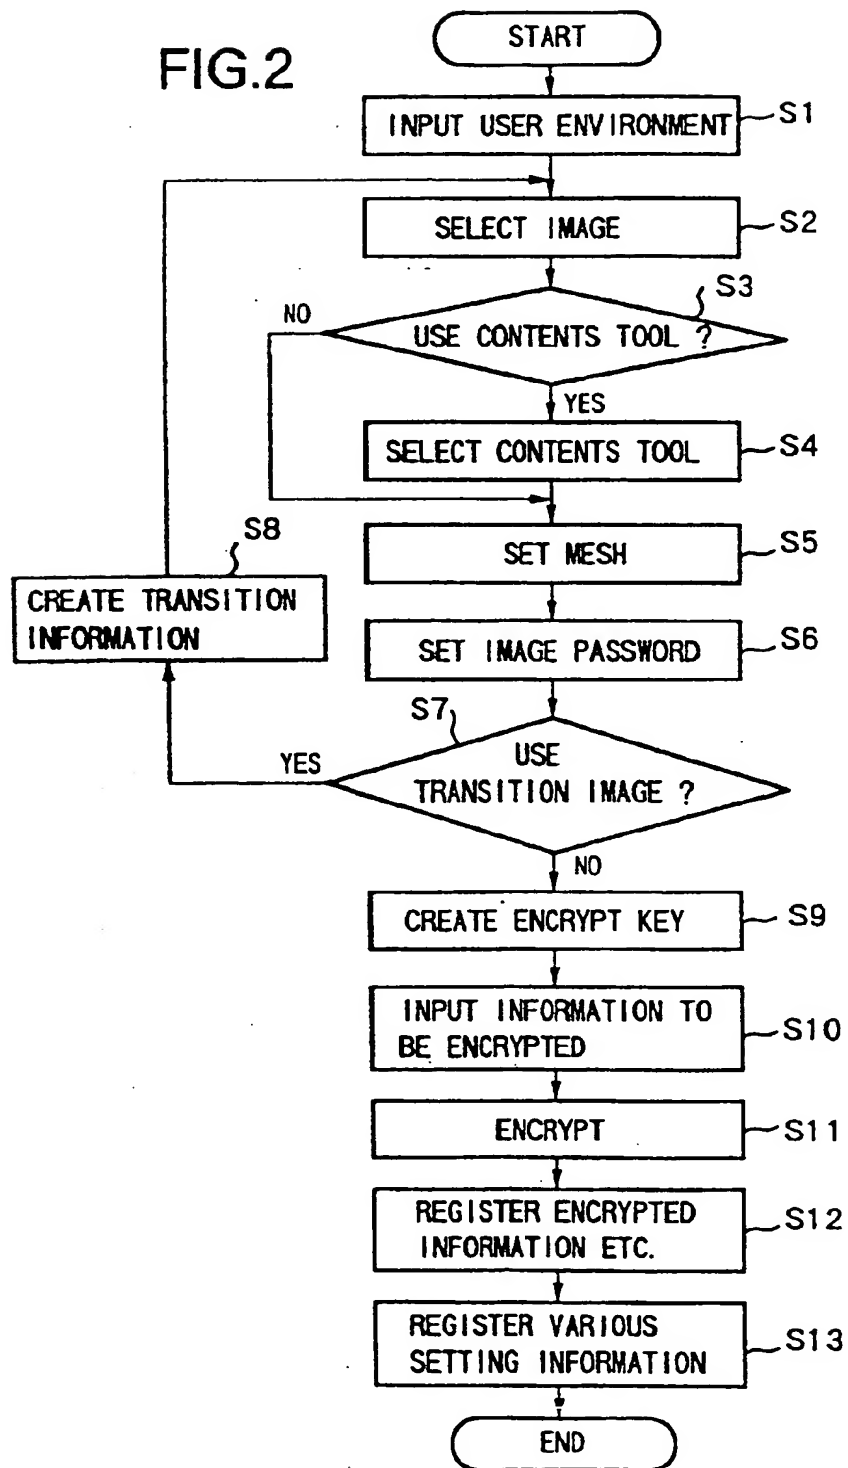 FIG.2
START
INPUT USER ENVIRONMENT
S1
SELECT IMAGE
S2
S3
NO
USE CONTENTS TOOL ?
YES
SELECT CONTENTS TOOL
S4
SET MESH
S5
S8
CREATE TRANSITION
INFORMATION
SET IMAGE PASSWORD
S6
S7
YES
USE
TRANSITION IMAGE ?
NO
CREATE ENCRYPT KEY
S9
INPUT INFORMATION TO
BE ENCRYPTED
S10
ENCRYPT
S11
REGISTER ENCRYPTED
INFORMATION ETC.
S12
REGISTER VARIOUS
SETTING INFORMATION
S13
END